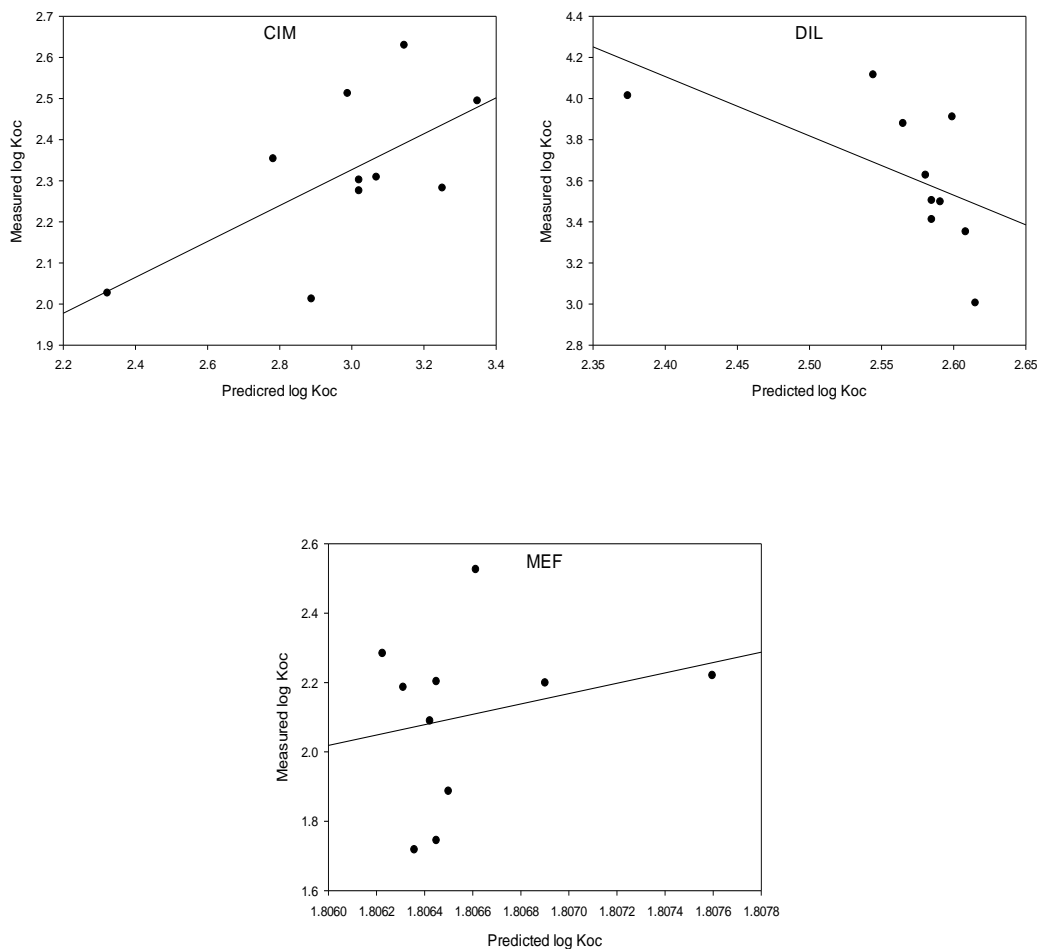 CIM
Measured log Koc
2.7
2.6
2.5
2.4
2.3
2.2
2.1
2.0
1.9
2.2 2.4 2.6 2.8 3.0 3.2 3.4
Predicred log Koc
DIL
Measured log Koc
4.4
4.2
4.0
3.8
3.6
3.4
3.2
3.0
2.8
2.35 2.40 2.45 2.50 2.55 2.60 2.65
Predicted log Koc
MEF
Measured log Koc
2.6
2.4
2.2
2.0
1.8
1.6
1.8060 1.8062 1.8064 1.8066 1.8068 1.8070 1.8072 1.8074 1.8076 1.8078
Predicted log Koc